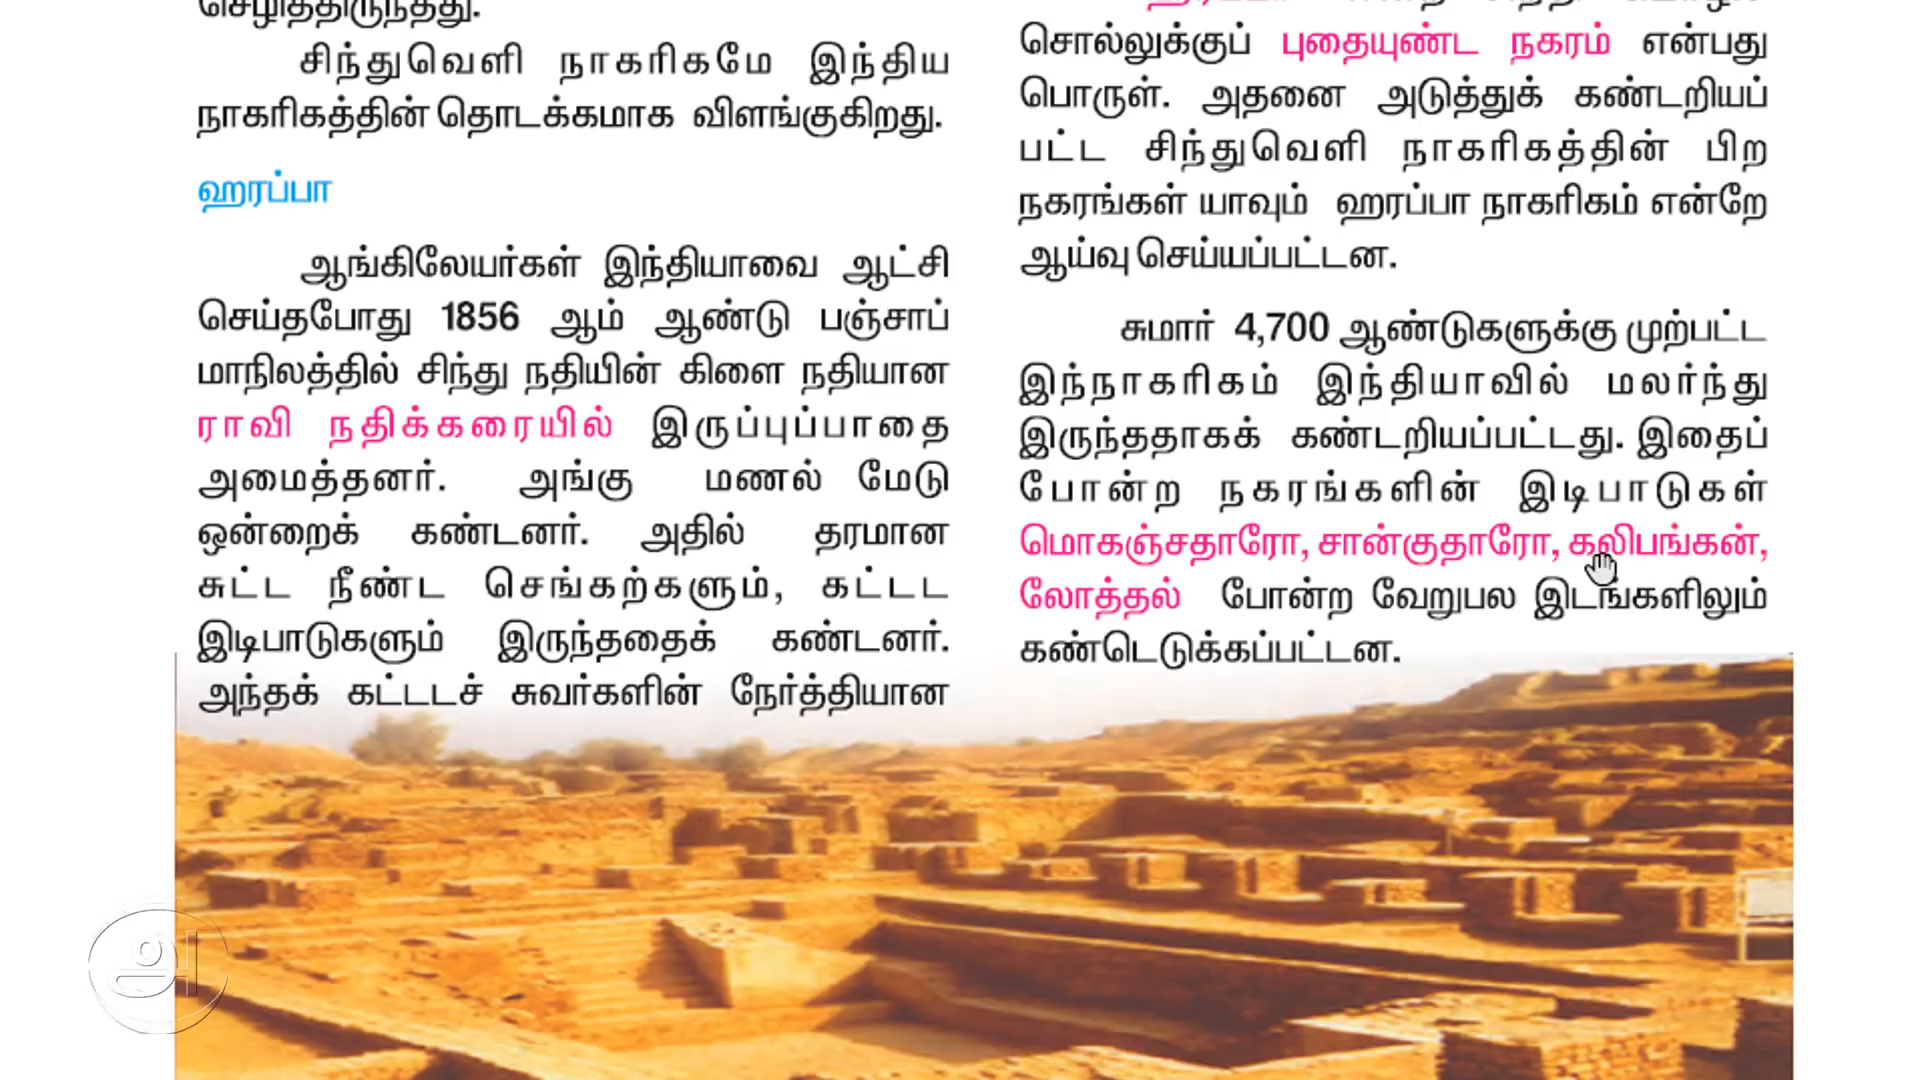 செழித்திருந்தது.
சிந்துவெளி நாகரிகமே இந்திய
நாகரிகத்தின் தொடக்கமாக விளங்குகிறது.
ஹரப்பா
ஆங்கிலேயர்கள் இந்தியாவை ஆட்சி
செய்தபோது 1856 ஆம் ஆண்டு பஞ்சாப்
மாநிலத்தில் சிந்து நதியின் கிளை நதியான
ராவி நதிக்கரையில் இருப்புப்பாதை
அமைத்தனர். அங்கு மணல் மேடு
ஒன்றைக் கண்டனர். அதில் தரமான
சுட்ட நீண்ட செங்கற்களும், கட்டட
இடிபாடுகளும் இருந்ததைக் கண்டனர்.
அந்தக் கட்டடச் சுவர்களின் நேர்த்தியான
சொல்லுக்குப் புதையுண்ட நகரம் என்பது
பொருள். அதனை அடுத்துக் கண்டறியப்
பட்ட சிந்துவெளி நாகரிகத்தின் பிற
நகரங்கள் யாவும் ஹரப்பா நாகரிகம் என்றே
ஆய்வு செய்யப்பட்டன.
சுமார் 4,700 ஆண்டுகளுக்கு முற்பட்ட
இந்நாகரிகம் இந்தியாவில் மலர்ந்து
இருந்ததாகக் கண்டறியப்பட்டது. இதைப்
போன்ற நகரங்களின் இடிபாடுகள்
மொகஞ்சதாரோ, சான்குதாரோ, கலிபங்கன்,
லோத்தல் போன்ற வேறுபல இடங்களிலும்
கண்டெடுக்கப்பட்டன.
அ